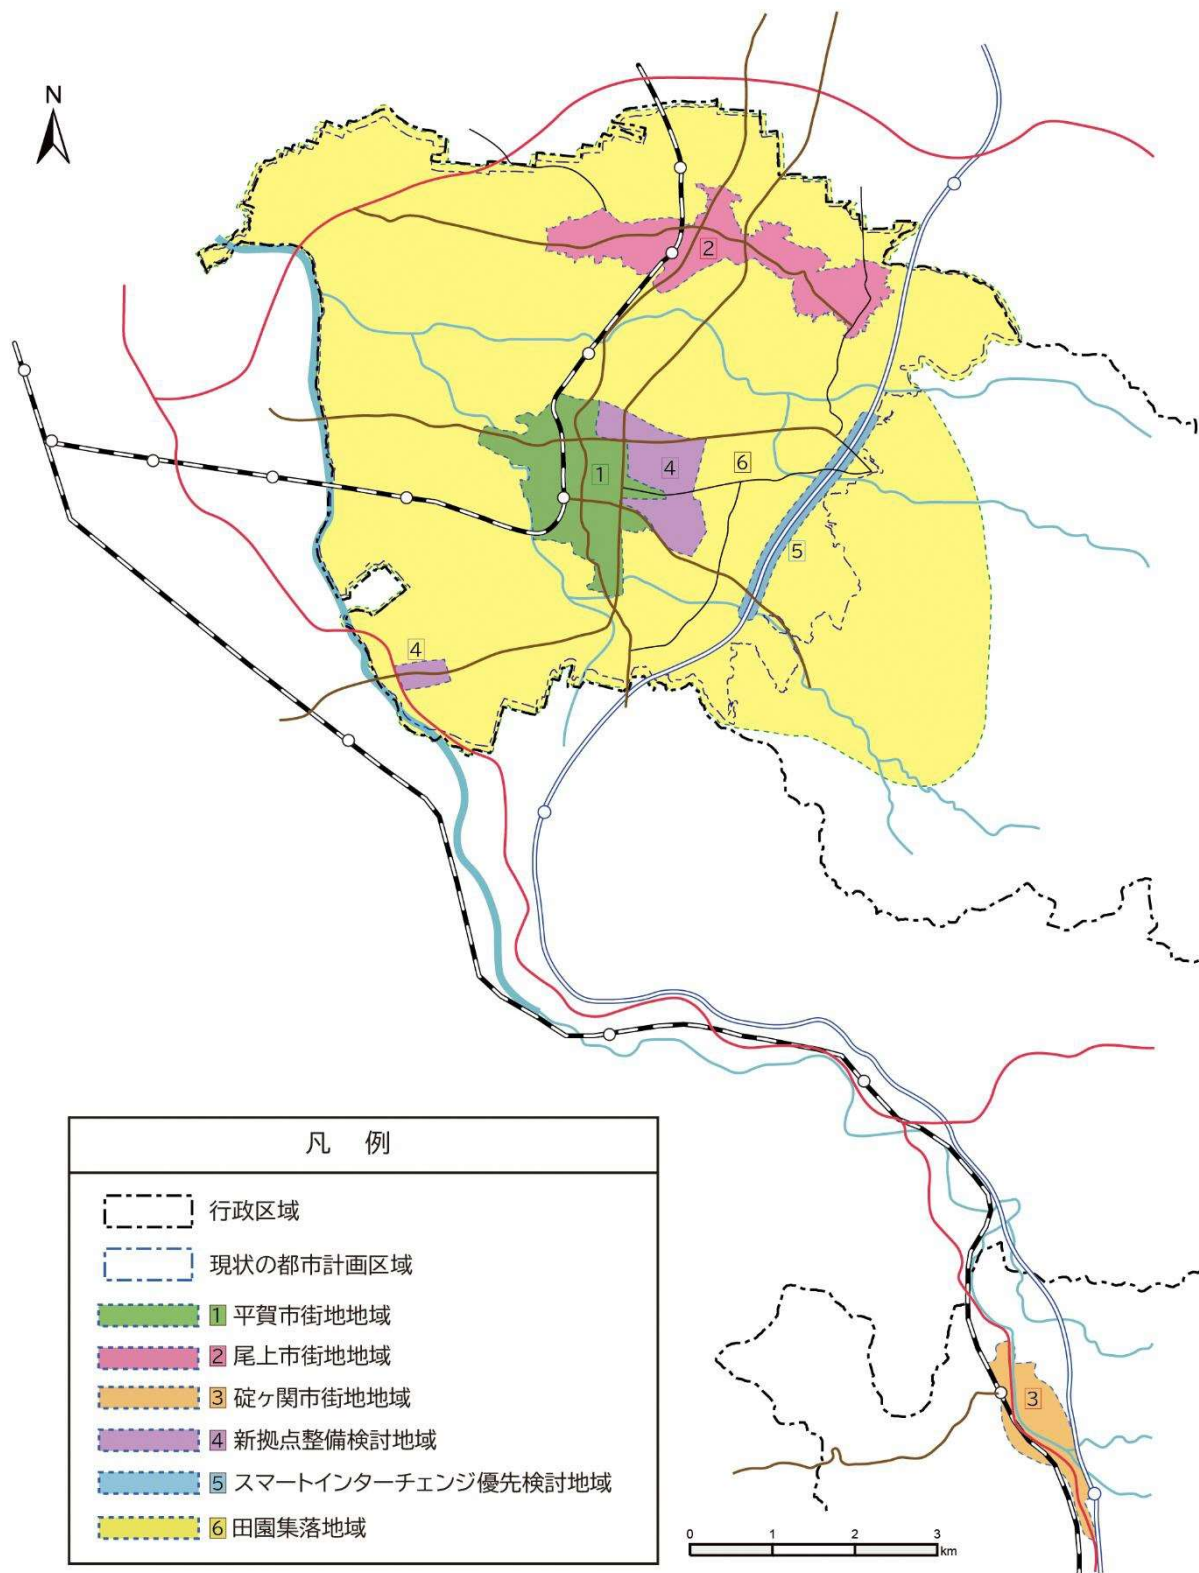 N
2
1
4
6
5
4
凡 例
行政区域
現状の都市計画区域
1 平賀市街地地域
2 尾上市街地地域
3 碇ヶ関市街地地域
4 新拠点整備検討地域
5 スマートインターチェンジ優先検討地域
6 田園集落地域
3
0 1 2 3
km